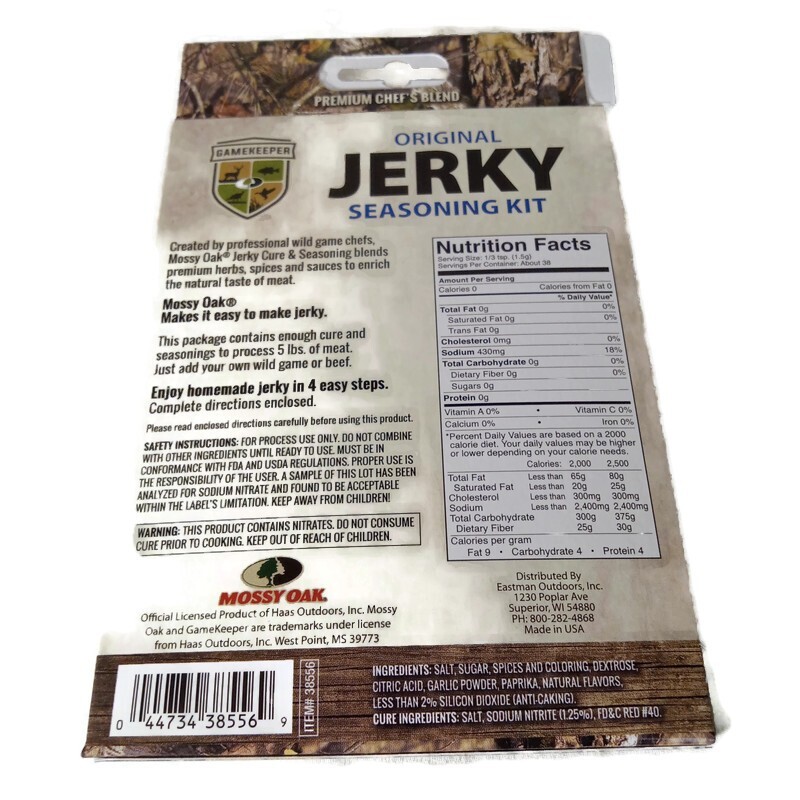 PREMIUM CHEF'S BLEND
GAMEKEEPER
ORIGINAL
JERKY
SEASONING KIT
Created by professional wild game chefs,
Mossy Oak® Jerky Cure & Seasoning blends
premium herbs, spices and sauces to enrich
the natural taste of meat.
Mossy Oak®
Makes it easy to make jerky.
This package contains enough cure and
seasonings to process 5 lbs. of meat.
Just add your own wild game or beef.
Enjoy homemade jerky in 4 easy steps.
Complete directions enclosed.
Please read enclosed directions carefully before using this product.
SAFETY INSTRUCTIONS: FOR PROCESS USE ONLY. DO NOT COMBINE
WITH OTHER INGREDIENTS UNTIL READY TO USE. MUST BE IN
CONFORMANCE WITH FDA AND USDA REGULATIONS. PROPER USE IS
THE RESPONSIBILITY OF THE USER. A SAMPLE OF THIS LOT HAS BEEN
ANALYZED FOR SODIUM NITRATE AND FOUND TO BE ACCEPTABLE
WITHIN THE LABEL'S LIMITATION. KEEP AWAY FROM CHILDREN!
WARNING: THIS PRODUCT CONTAINS NITRATES. DO NOT CONSUME
CURE PRIOR TO COOKING. KEEP OUT OF REACH OF CHILDREN.
MOSSY OAK.
Official Licensed Product of Haas Outdoors, Inc. Mossy
Oak and GameKeeper are trademarks under license
from Haas Outdoors, Inc. West Point, MS 39773
Nutrition Facts
Serving Size: 1/3 tsp. (1.5g)
Servings Per Container: About 38
Amount Per Serving
Calories 0 Calories from Fat 0
% Daily Value*
Total Fat 0g 0%
Saturated Fat 0g 0%
Trans Fat 0g
Cholesterol 0mg 0%
Sodium 430mg 18%
Total Carbohydrate 0g 0%
Dietary Fiber 0g 0%
Sugars 0g
Protein 0g
Vitamin A 0% • Vitamin C 0%
Calcium 0% • Iron 0%
*Percent Daily Values are based on a 2000
calorie diet. Your daily values may be higher
or lower depending on your calorie needs.
Calories: 2,000 2,500
Total Fat Less than 65g 80g
Saturated Fat Less than 20g 25g
Cholesterol Less than 300mg 300mg
Sodium Less than 2,400mg 2,400mg
Total Carbohydrate 300g 375g
Dietary Fiber 25g 30g
Calories per gram
Fat 9 • Carbohydrate 4 • Protein 4
Distributed By
Eastman Outdoors, Inc.
1230 Poplar Ave
Superior, WI 54880
PH: 800-282-4868
Made in USA
0 44734 38556 9
ITEM# 38556
INGREDIENTS: SALT, SUGAR, SPICES AND COLORING, DEXTROSE,
CITRIC ACID, GARLIC POWDER, PAPRIKA, NATURAL FLAVORS,
LESS THAN 2% SILICON DIOXIDE (ANTI-CAKING).
CURE INGREDIENTS: SALT, SODIUM NITRITE (1.25%), FD&C RED #40.